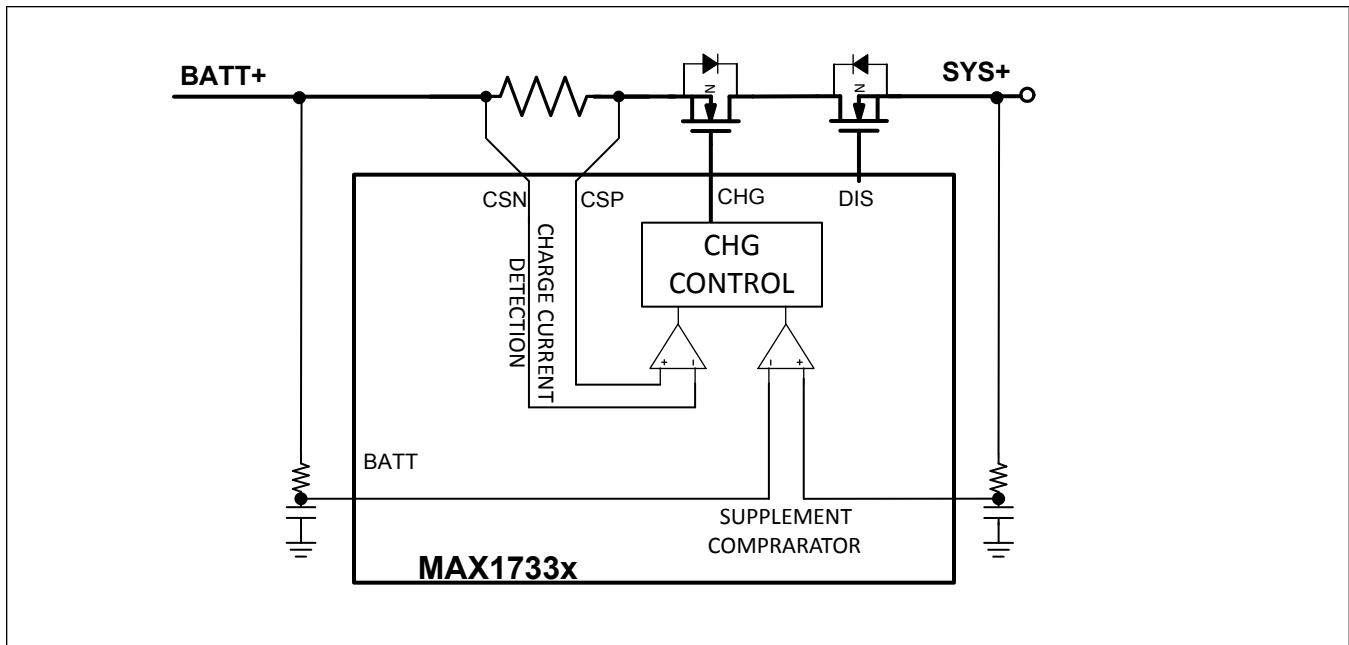 BATT+
SYS+
N
N
CSN
CSP
CHG
DIS
CHARGE CURRENT
DETECTION
CHG
CONTROL
+
-
-
+
BATT
SUPPLEMENT
COMPRARATOR
MAX1733x